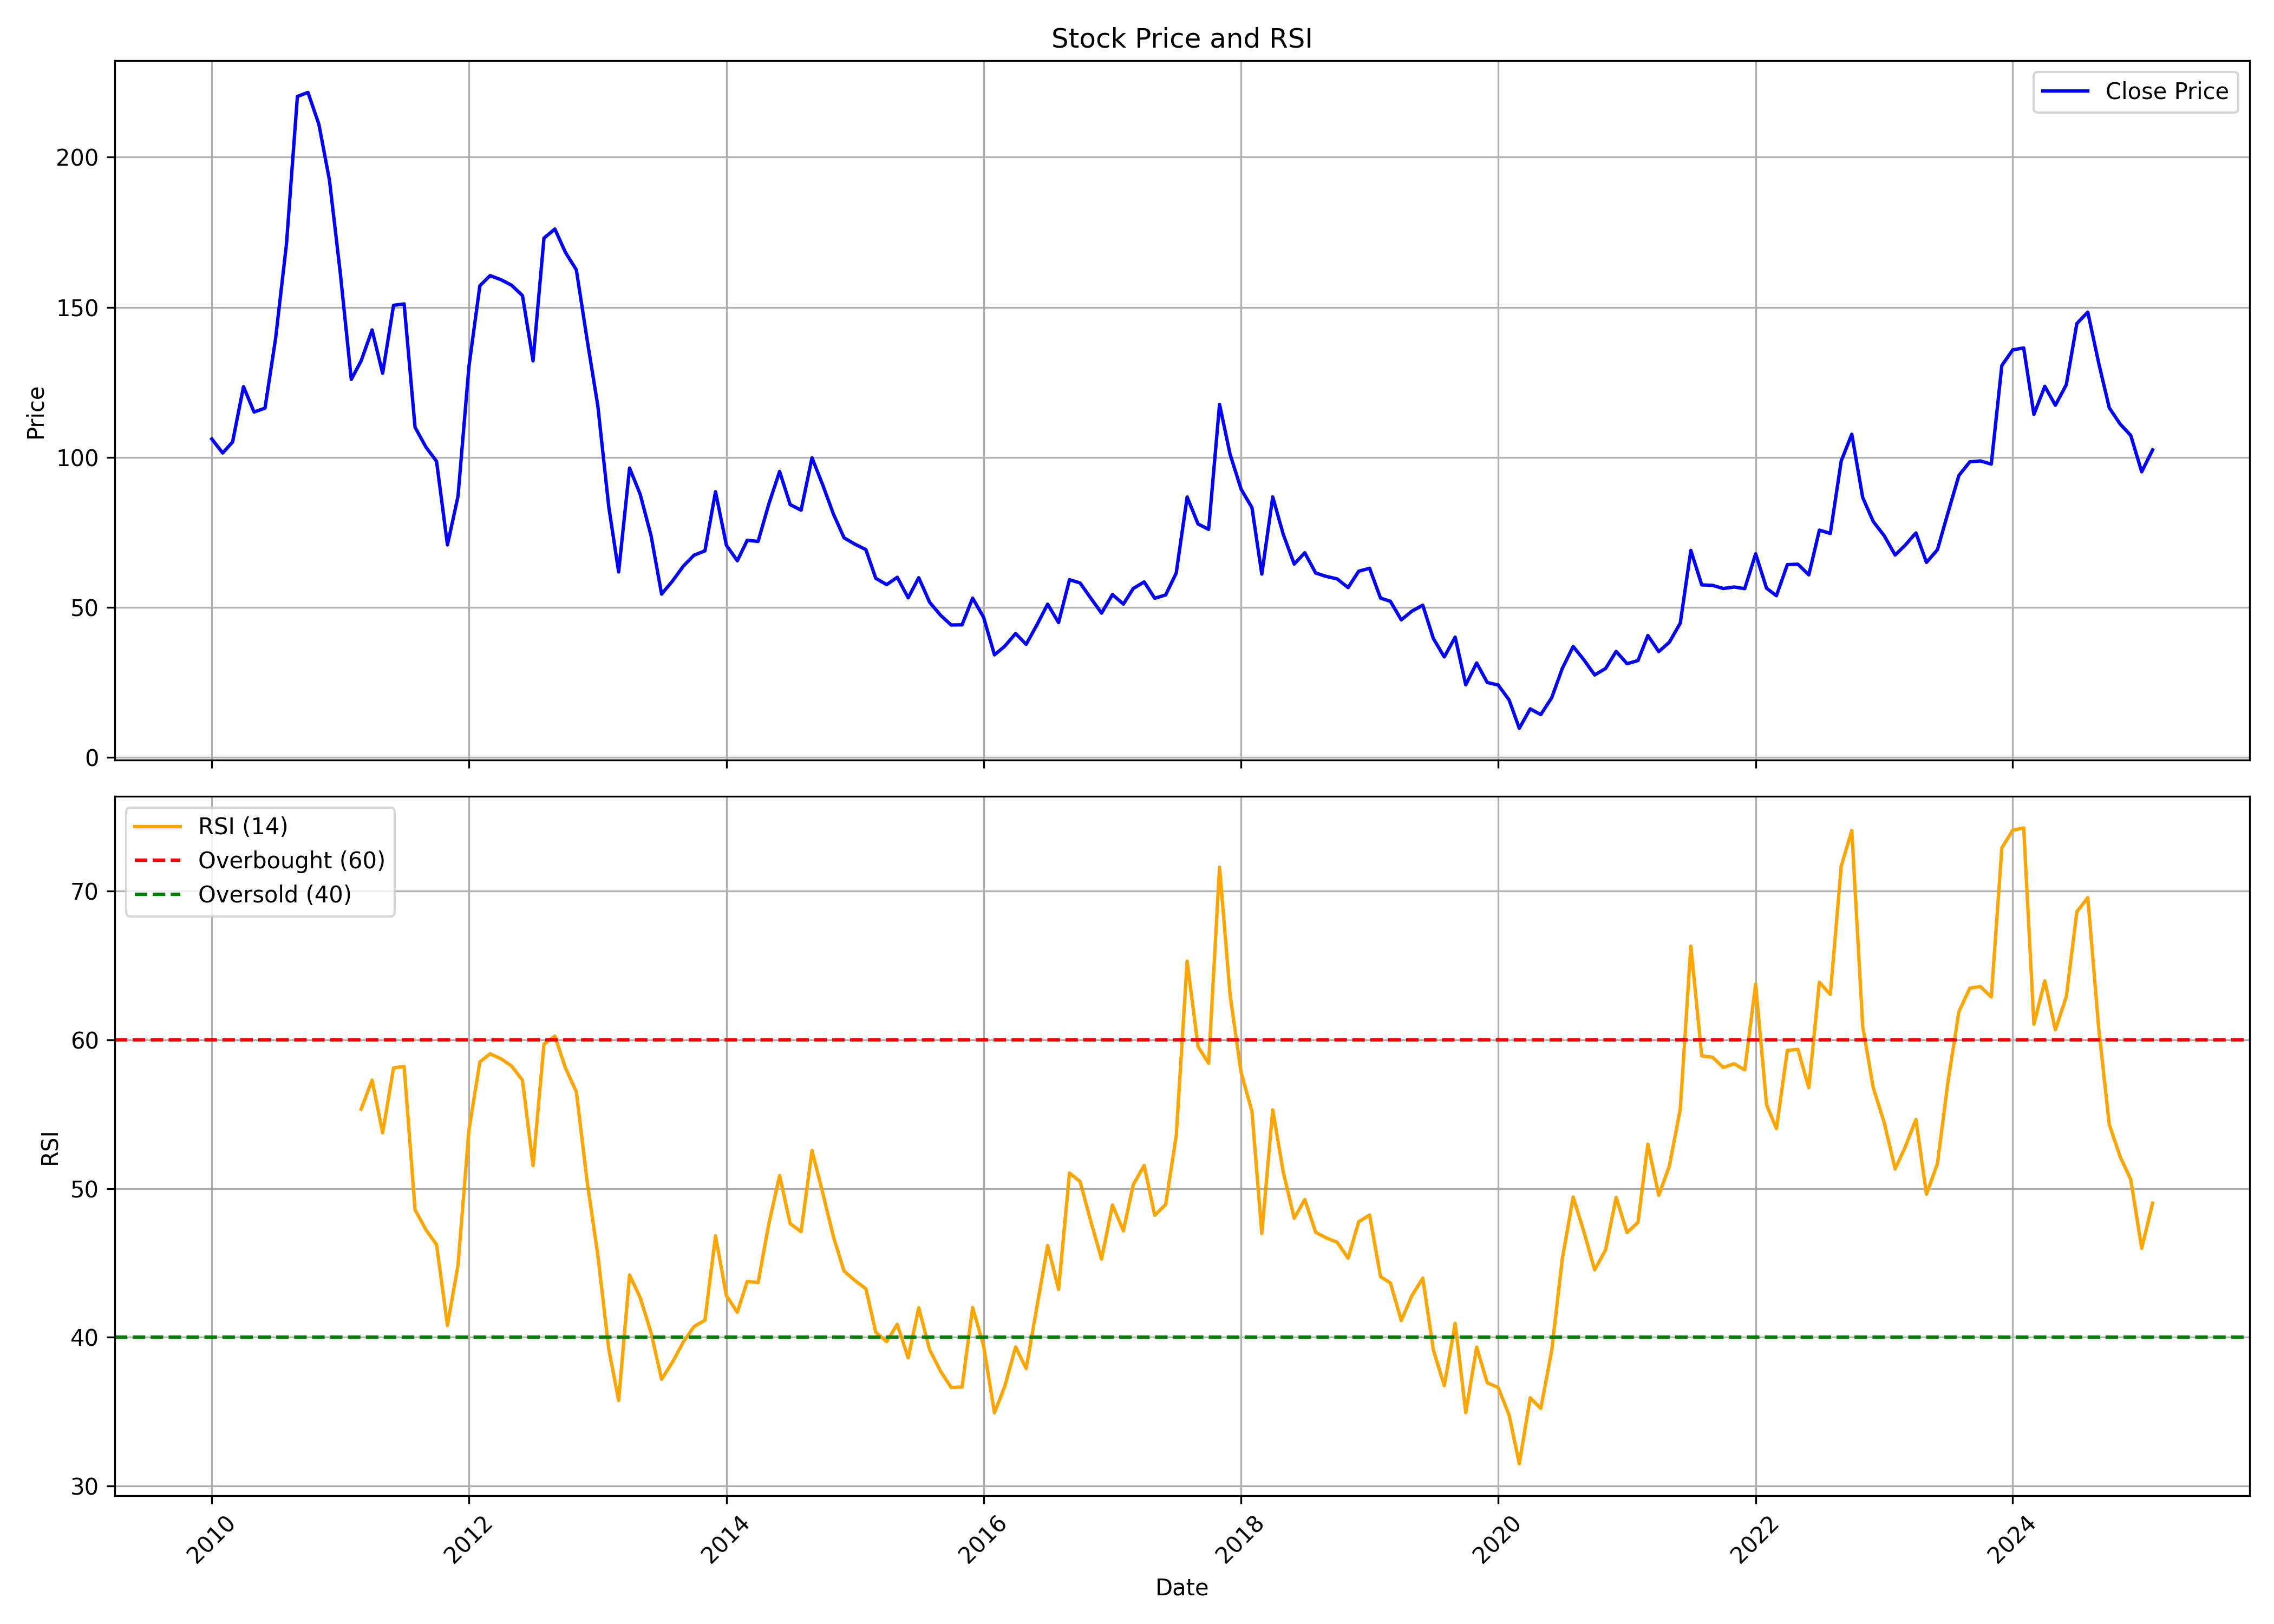 Stock Price and RSI
Close Price
Price
200
150
100
50
0
RSI (14)
Overbought (60)
Oversold (40)
RSI
70
60
50
40
30
2010
2012
2014
2016
2018
2020
2022
2024
Date